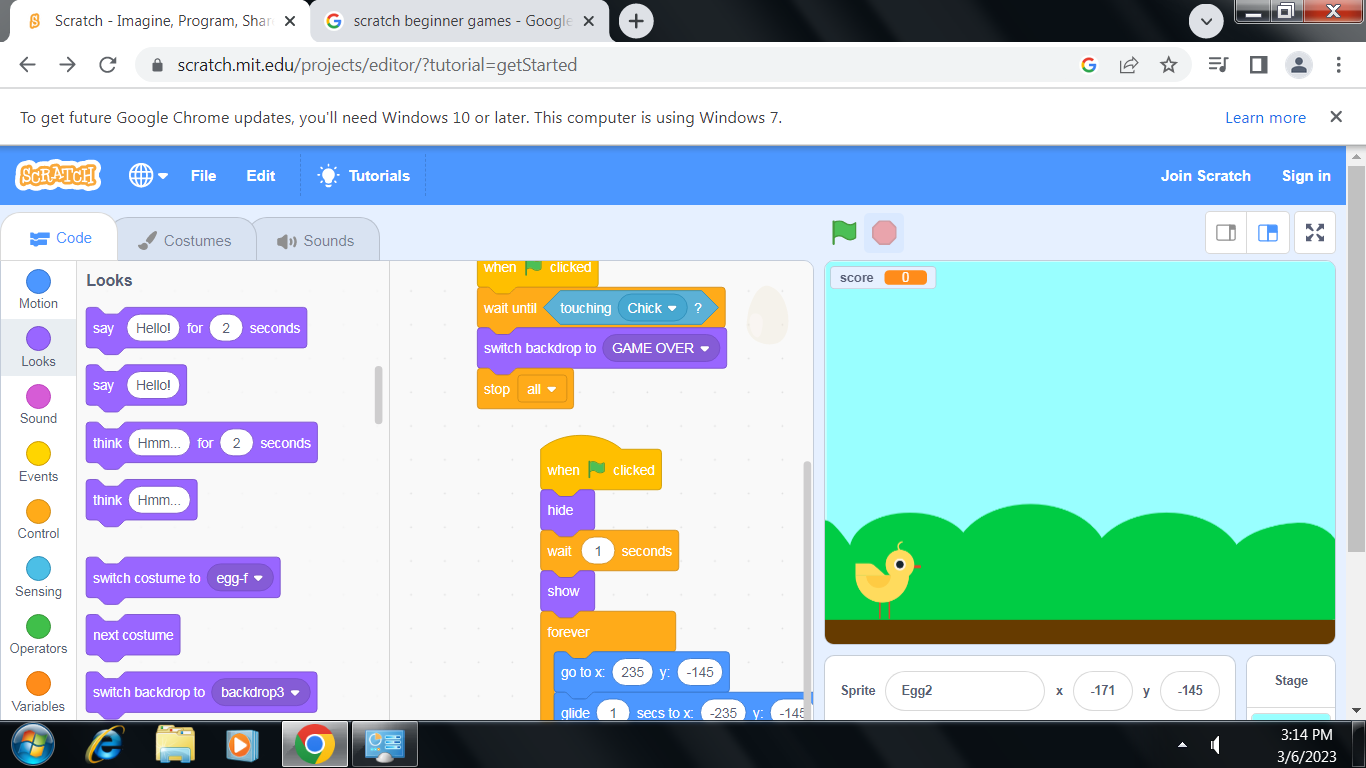 Scratch - Imagine, Program, Shar
scratch beginner games - Google
scratch.mit.edu/projects/editor/?tutorial=getStarted
To get future Google Chrome updates, you'll need Windows 10 or later. This computer is using Windows 7.
Learn more
SCRATCH
File
Edit
Tutorials
Join Scratch
Sign in
Code
Costumes
Sounds
Motion
Looks
Sound
Events
Control
Sensing
Operators
Variables
Looks
say Hello! for 2 seconds
say Hello!
think Hmm... for 2 seconds
think Hmm...
switch costume to egg-f
next costume
switch backdrop to backdrop3
when clicked
wait until touching Chick ?
switch backdrop to GAME OVER
stop all
when clicked
hide
wait 1 seconds
show
forever
go to x: 235 y: -145
glide 1 secs to x: -235 y: -145
score 0
Sprite Egg2 x -171 y -145
Stage
3:14 PM
3/6/2023